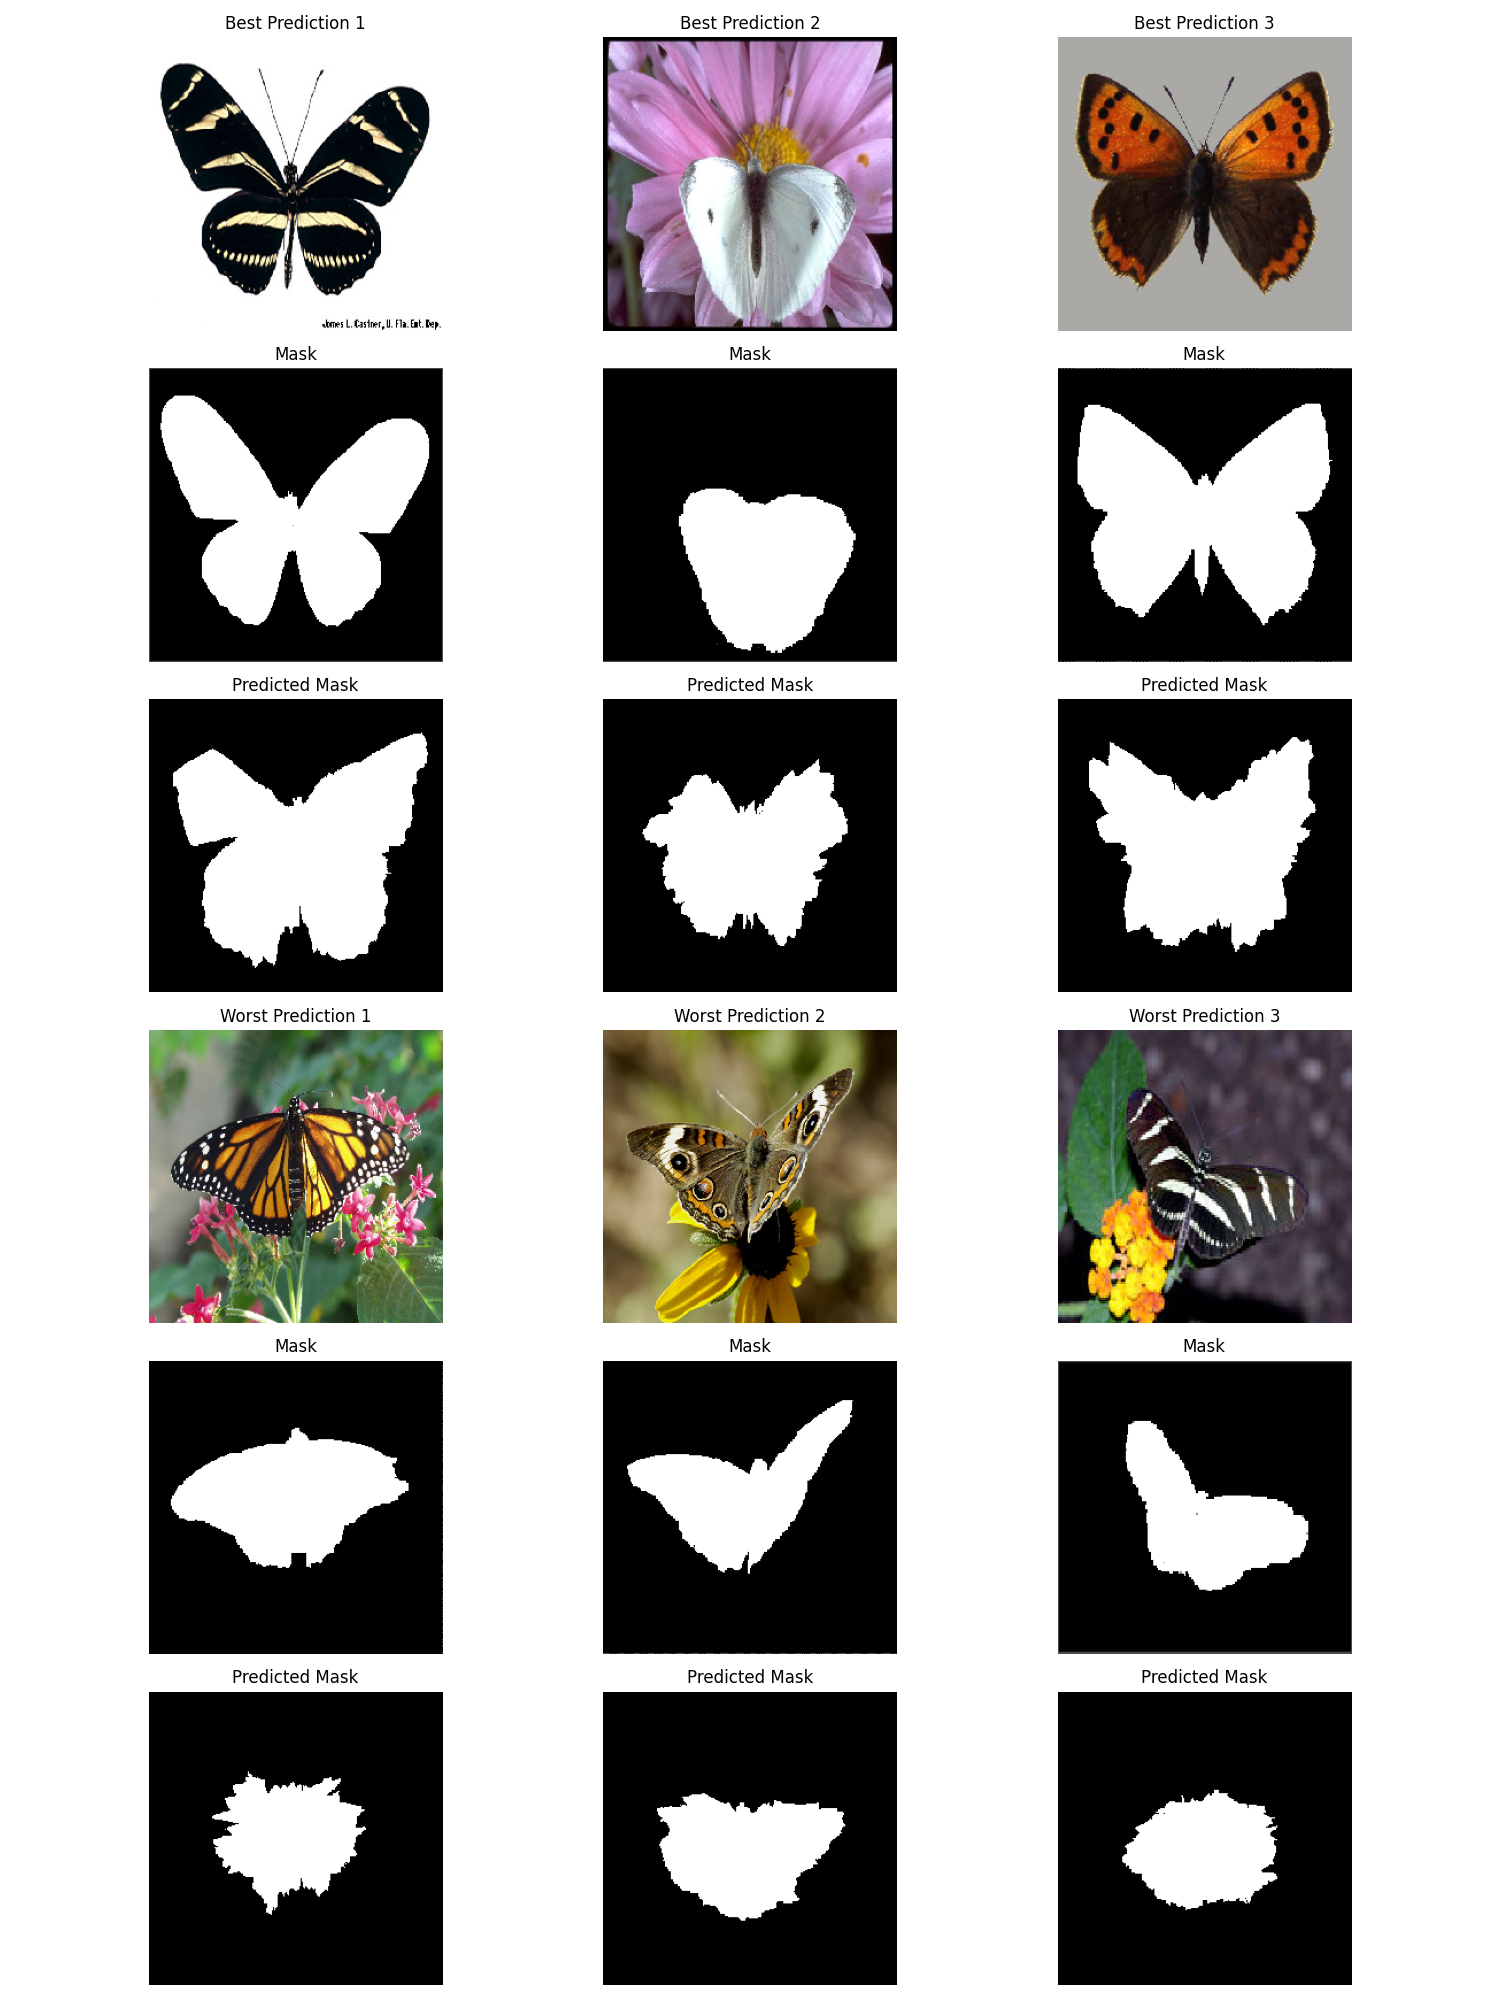 Best Prediction 1
Best Prediction 2
Best Prediction 3
James L. Castner, U. Fla. Ent. Dep.
Mask
Mask
Mask
Predicted Mask
Predicted Mask
Predicted Mask
Worst Prediction 1
Worst Prediction 2
Worst Prediction 3
Mask
Mask
Mask
Predicted Mask
Predicted Mask
Predicted Mask